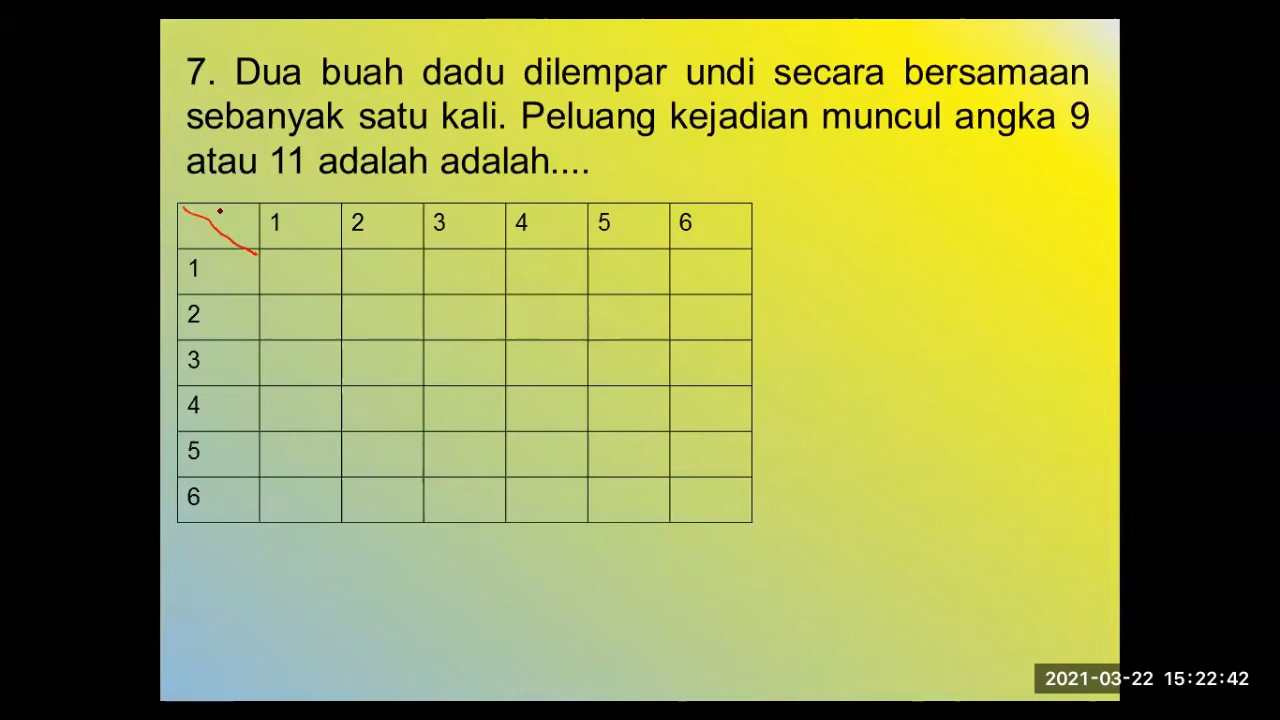 7. Dua buah dadu dilempar undi secara bersamaan
sebanyak satu kali. Peluang kejadian muncul angka 9
atau 11 adalah adalah....
1 2 3 4 5 6
1
2
3
4
5
6
2021-03-22 15:22:42